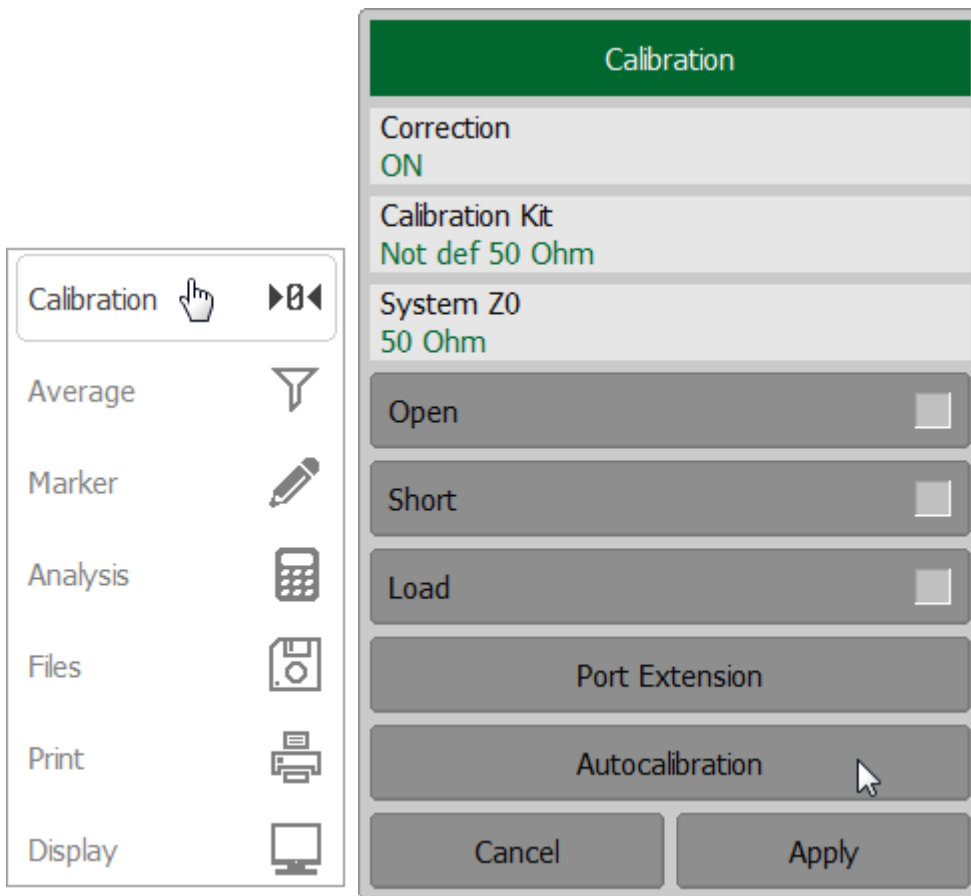 Calibration
Average
Marker
Analysis
Files
Print
Display
Calibration
Correction
ON
Calibration Kit
Not def 50 Ohm
System Z0
50 Ohm
Open
Short
Load
Port Extension
Autocalibration
Cancel
Apply